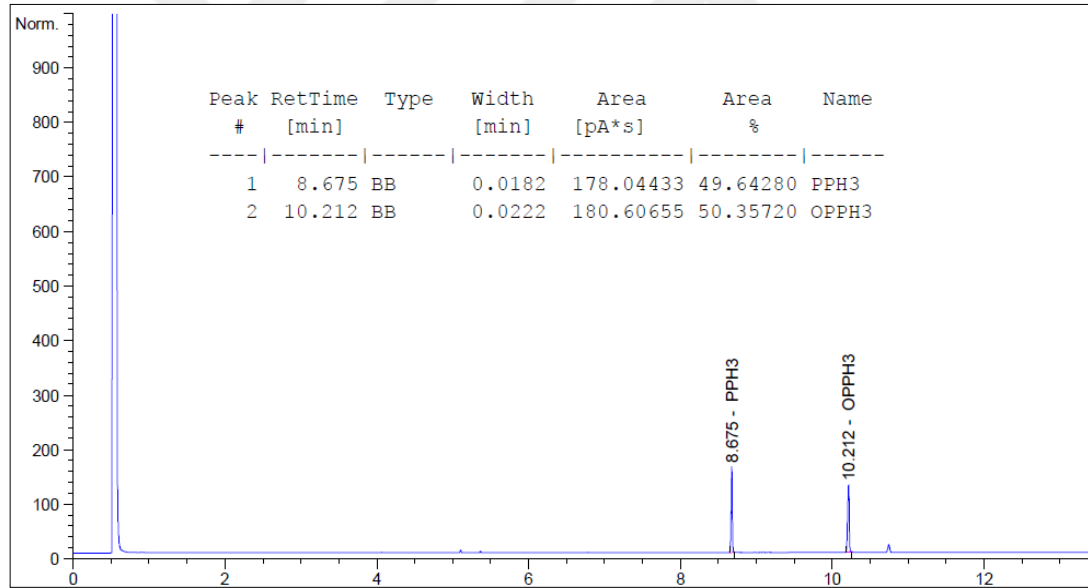 Norm.
900
800
700
600
500
400
300
200
100
0
Peak RetTime Type Width Area Area Name
# [min] [min] [pA*s] %
----|-------|------|-------|----------|--------|------
1 8.675 BB 0.0182 178.04433 49.64280 PPH3
2 10.212 BB 0.0222 180.60655 50.35720 OPPH3
8.675 - PPH3
10.212 - OPPH3
0 2 4 6 8 10 12